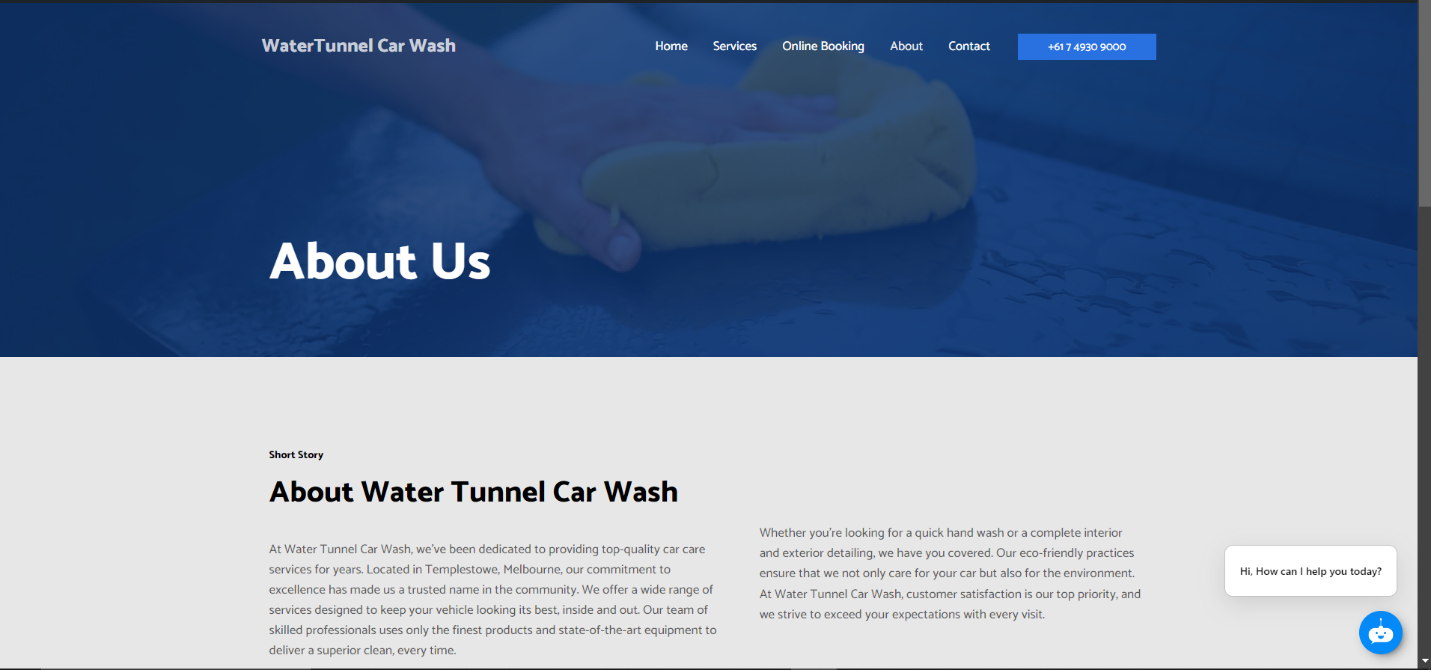 WaterTunnel Car Wash
Home
Services
Online Booking
About
Contact
+61 7 4930 9000
About Us
Short Story
About Water Tunnel Car Wash
At Water Tunnel Car Wash, we've been dedicated to providing top-quality car care
services for years. Located in Templestowe, Melbourne, our commitment to
excellence has made us a trusted name in the community. We offer a wide range of
services designed to keep your vehicle looking its best, inside and out. Our team of
skilled professionals uses only the finest products and state-of-the-art equipment to
deliver a superior clean, every time.
Whether you're looking for a quick hand wash or a complete interior
and exterior detailing, we have you covered. Our eco-friendly practices
ensure that we not only care for your car but also for the environment.
At Water Tunnel Car Wash, customer satisfaction is our top priority, and
we strive to exceed your expectations with every visit.
Hi, How can I help you today?